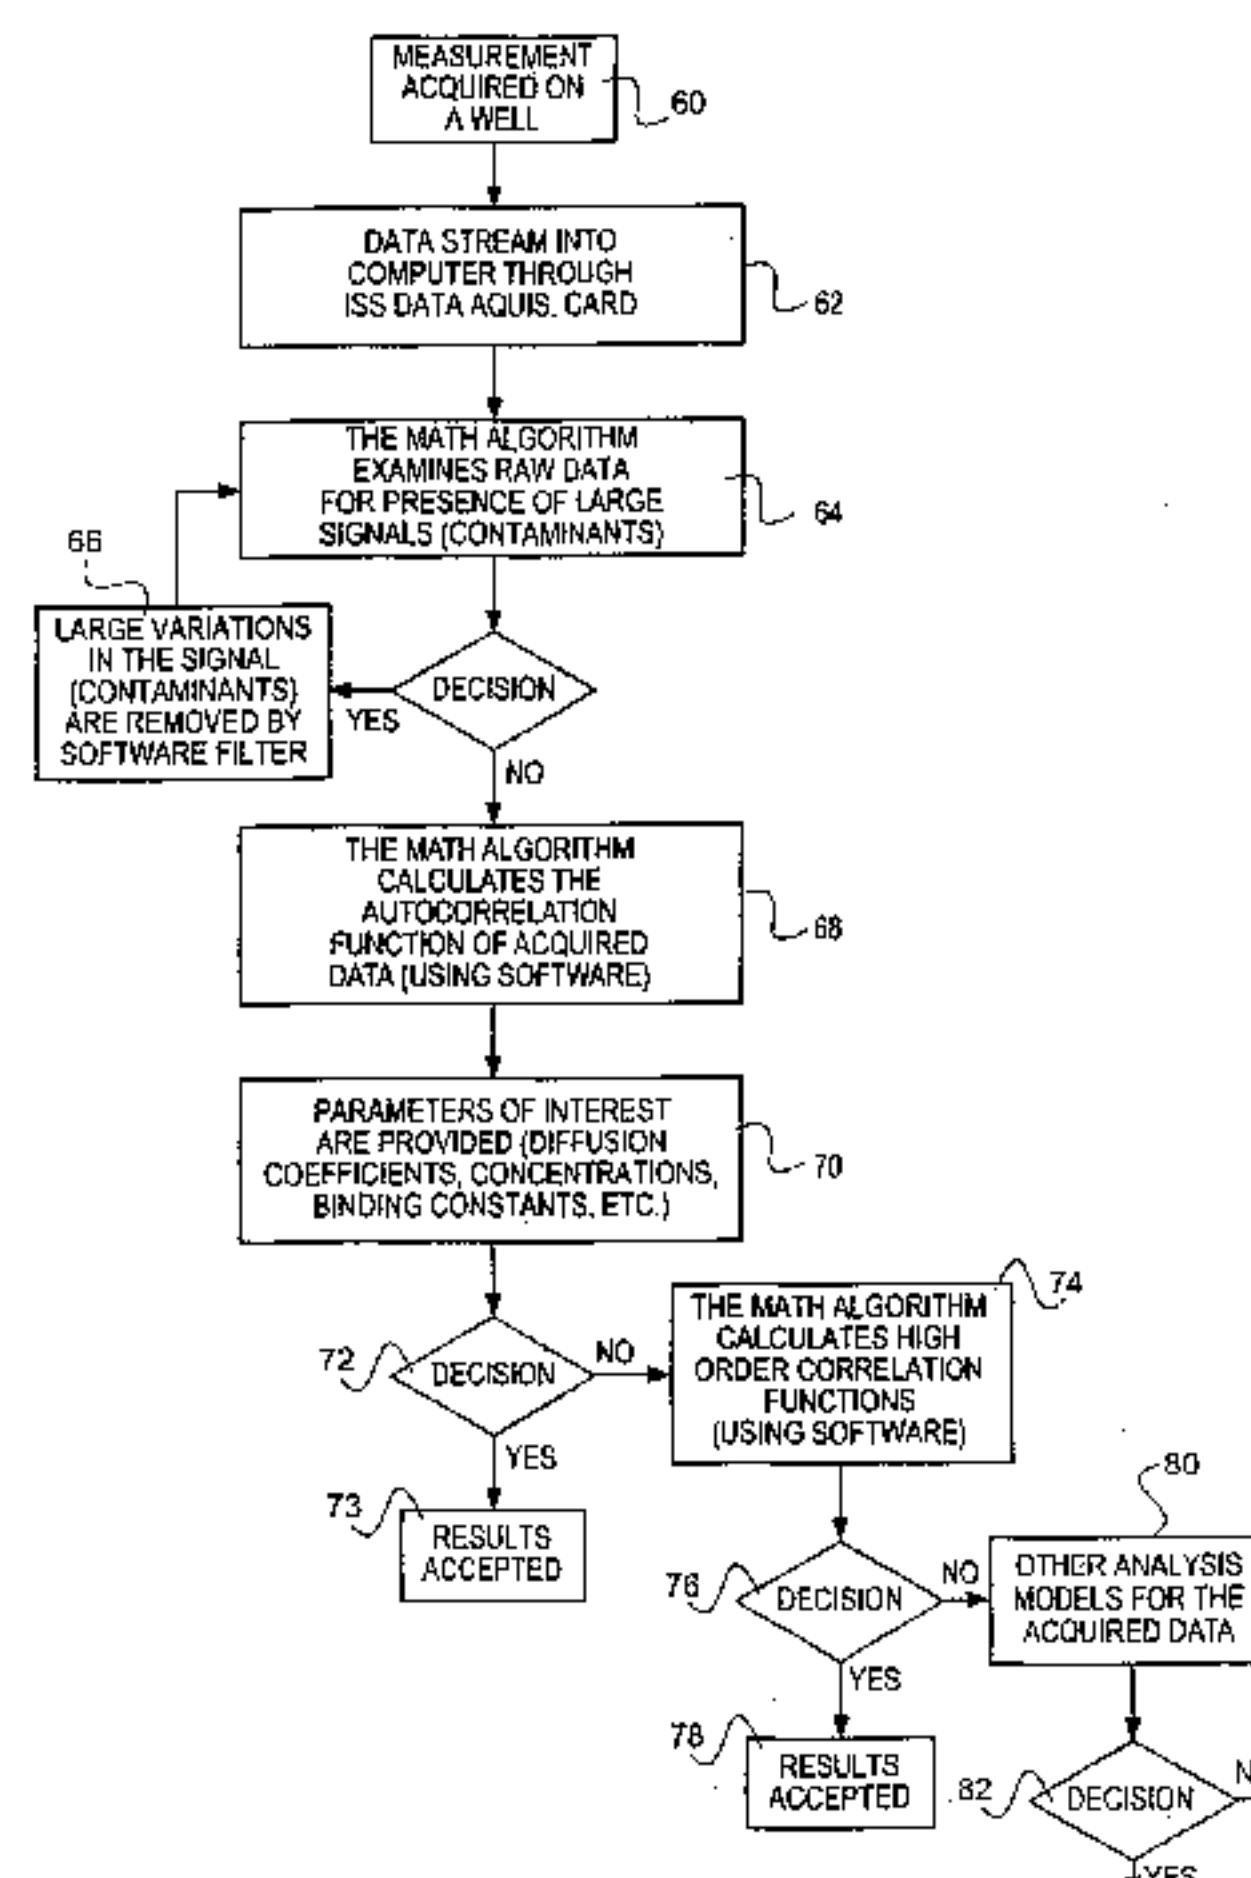 MEASUREMENT
ACQUIRED ON
A WELL
60
DATA STREAM INTO
COMPUTER THROUGH
ISS DATA AQUIS. CARD
62
THE MATH ALGORITHM
EXAMINES RAW DATA
FOR PRESENCE OF LARGE
SIGNALS (CONTAMINANTS)
64
66
LARGE VARIATIONS
IN THE SIGNAL
(CONTAMINANTS)
ARE REMOVED BY
SOFTWARE FILTER
YES
DECISION
NO
THE MATH ALGORITHM
CALCULATES THE
AUTOCORRELATION
FUNCTION OF ACQUIRED
DATA (USING SOFTWARE)
68
PARAMETERS OF INTEREST
ARE PROVIDED (DIFFUSION
COEFFICIENTS, CONCENTRATIONS,
BINDING CONSTANTS, ETC.)
70
72
DECISION
NO
YES
73
RESULTS
ACCEPTED
74
THE MATH ALGORITHM
CALCULATES HIGH
ORDER CORRELATION
FUNCTIONS
(USING SOFTWARE)
76
DECISION
NO
YES
78
RESULTS
ACCEPTED
80
OTHER ANALYSIS
MODELS FOR THE
ACQUIRED DATA
82
DECISION
N
YES